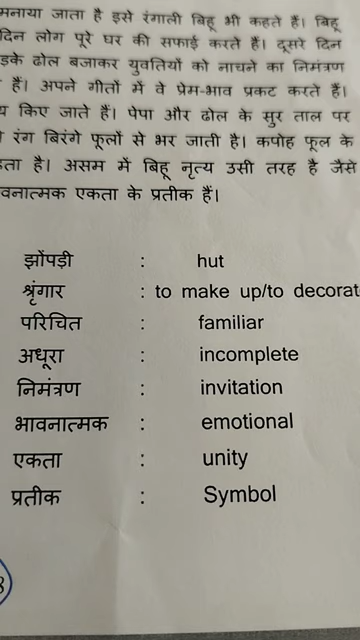 मनाया जाता है इसे रंगाली बिहू भी कहते हैं। बिहू
दिन लोग पूरे घर की सफाई करते हैं। दूसरे दिन
ड़के ढोल बजाकर युवतियों को नाचने का निमंत्रण
हैं। अपने गीतों में वे प्रेम-भाव प्रकट करते हैं।
य किए जाते हैं। पेपा और ढोल के सुर ताल पर
रंग बिरंगे फूलों से भर जाती है। कपोह फूल के
ता है। असम में बिहू नृत्य उसी तरह है जैसे
वनात्मक एकता के प्रतीक हैं।
झोंपड़ी : hut
श्रृंगार : to make up/to decorat
परिचित : familiar
अधूरा : incomplete
निमंत्रण : invitation
भावनात्मक : emotional
एकता : unity
प्रतीक : Symbol